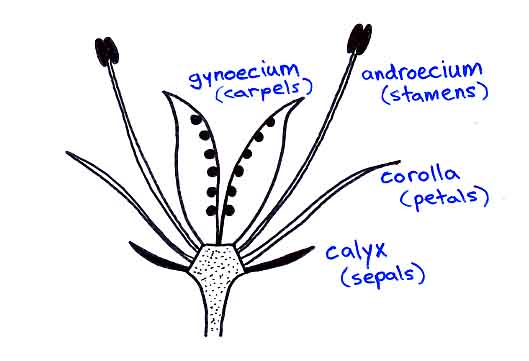 gynoecium
(carpels)
androecium
(stamens)
corolla
(petals)
calyx
(sepals)